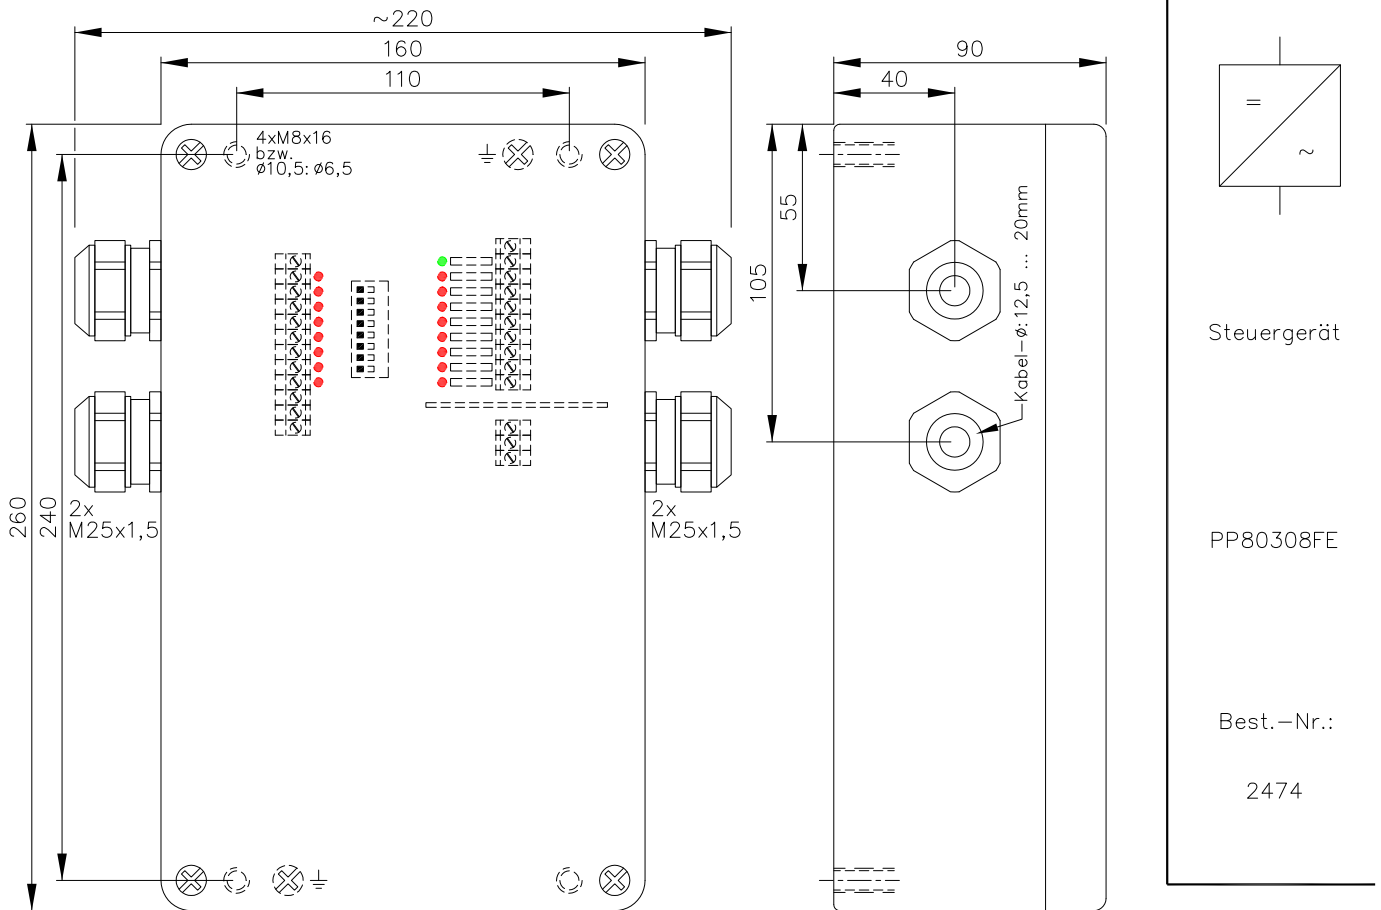 ~220
160
110
90
40
4xM8x16
bzw.
ø10,5: ø6,5
=
~
55
105
Kabel-ø: 12,5 ... 20mm
Steuergerät
260
240
2x
M25x1,5
2x
M25x1,5
PP80308FE
Best.-Nr.:
2474